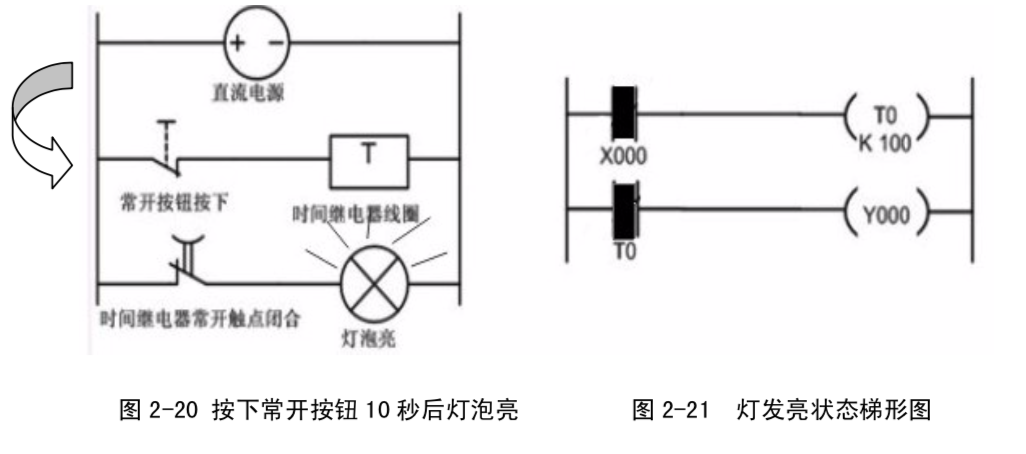 + −
直流电源
T
常开按钮按下
时间继电器线圈
时间继电器常开触点闭合
灯泡亮
T0
K 100
X000
Y000
T0
图 2-20 按下常开按钮 10 秒后灯泡亮
图 2-21 灯发亮状态梯形图